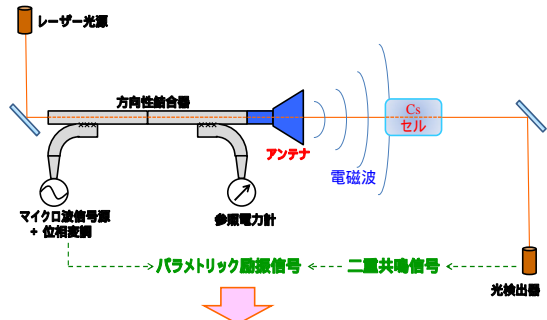 レーザー光源
方向性結合器
Cs
セル
アンテナ
電磁波
マイクロ波信号源
+ 位相変調
参照電力計
パラメトリック励振信号
二重共鳴信号
光検出器